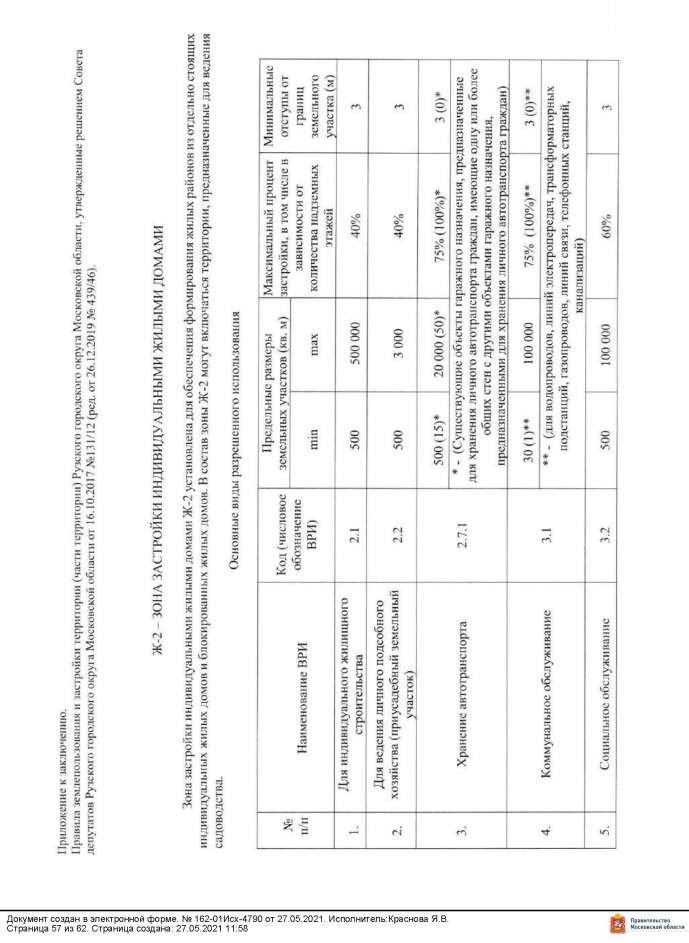 Приложение к заключению.
Правила землепользования и застройки территории (части территории) Рузского городского округа Московской области, утвержденные решением Совета
депутатов Рузского городского округа Московской области от 16.10.2017 №131/12 (ред. от 26.12.2019 № 439/46).
Ж-2 – ЗОНА ЗАСТРОЙКИ ИНДИВИДУАЛЬНЫМИ ЖИЛЫМИ ДОМАМИ
Зона застройки индивидуальными жилыми домами Ж-2 установлена для обеспечения формирования жилых районов из отдельно стоящих
индивидуальных жилых домов и блокированных жилых домов. В состав зоны Ж-2 могут включаться территории, предназначенные для ведения
садоводства.
Основные виды разрешенного использования
№
п/п
Наименование ВРИ
Код (числовое
обозначение
ВРИ)
Предельные размеры
земельных участков (кв. м)
min
max
Максимальный процент
застройки, в том числе в
зависимости от
количества надземных
этажей
Минимальные
отступы от
границ
земельного
участка (м)
1.
Для индивидуального жилищного
строительства
2.1
500
500 000
40%
3
2.
Для ведения личного подсобного
хозяйства (приусадебный земельный
участок)
2.2
500
3 000
40%
3
3.
Хранение автотранспорта
2.7.1
500 (15)*
20 000 (50)*
75% (100%)*
3 (0)*
* - (Существующие объекты гаражного назначения, предназначенные
для хранения личного автотранспорта граждан, имеющие одну или более
общих стен с другими объектами гаражного назначения,
предназначенными для хранения личного автотранспорта граждан)
4.
Коммунальное обслуживание
3.1
30 (1)**
100 000
75% (100%)**
3 (0)**
** - (для водопроводов, линий электропередач, трансформаторных
подстанций, газопроводов, линий связи, телефонных станций,
канализаций)
5.
Социальное обслуживание
3.2
500
100 000
60%
3
Документ создан в электронной форме. № 162-01Исх-4790 от 27.05.2021. Исполнитель:Краснова Я.В.
Страница 57 из 62. Страница создана: 27.05.2021 11:58
Правительство
Московской области